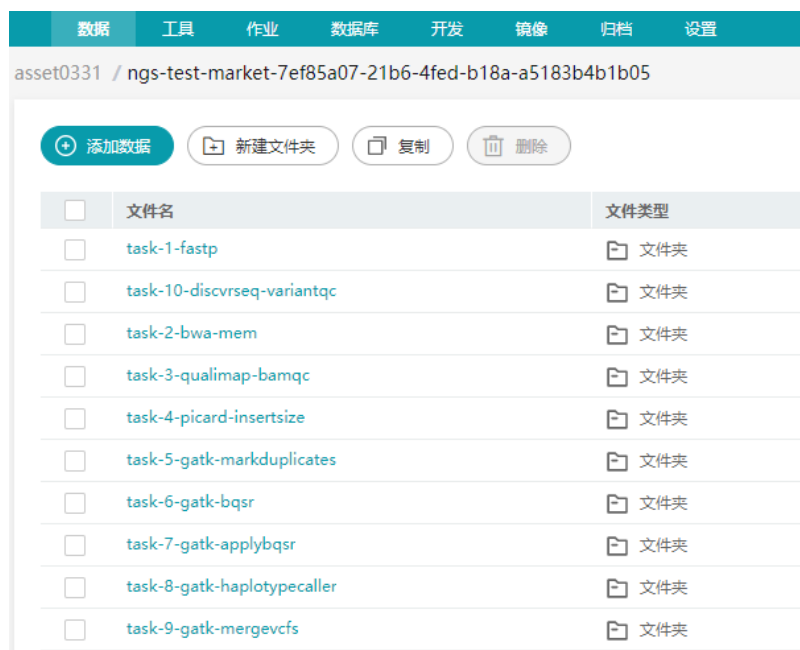 数据 工具 作业 数据库 开发 镜像 归档 设置
asset0331 / ngs-test-market-7ef85a07-21b6-4fed-b18a-a5183b4b1b05
添加数据 新建文件夹 复制 删除
文件名 文件类型
task-1-fastp 文件夹
task-10-discvrseq-variantqc 文件夹
task-2-bwa-mem 文件夹
task-3-qualimap-bamqc 文件夹
task-4-picard-insertsize 文件夹
task-5-gatk-markduplicates 文件夹
task-6-gatk-bqsr 文件夹
task-7-gatk-applybqsr 文件夹
task-8-gatk-haplotypecaller 文件夹
task-9-gatk-mergevcfs 文件夹